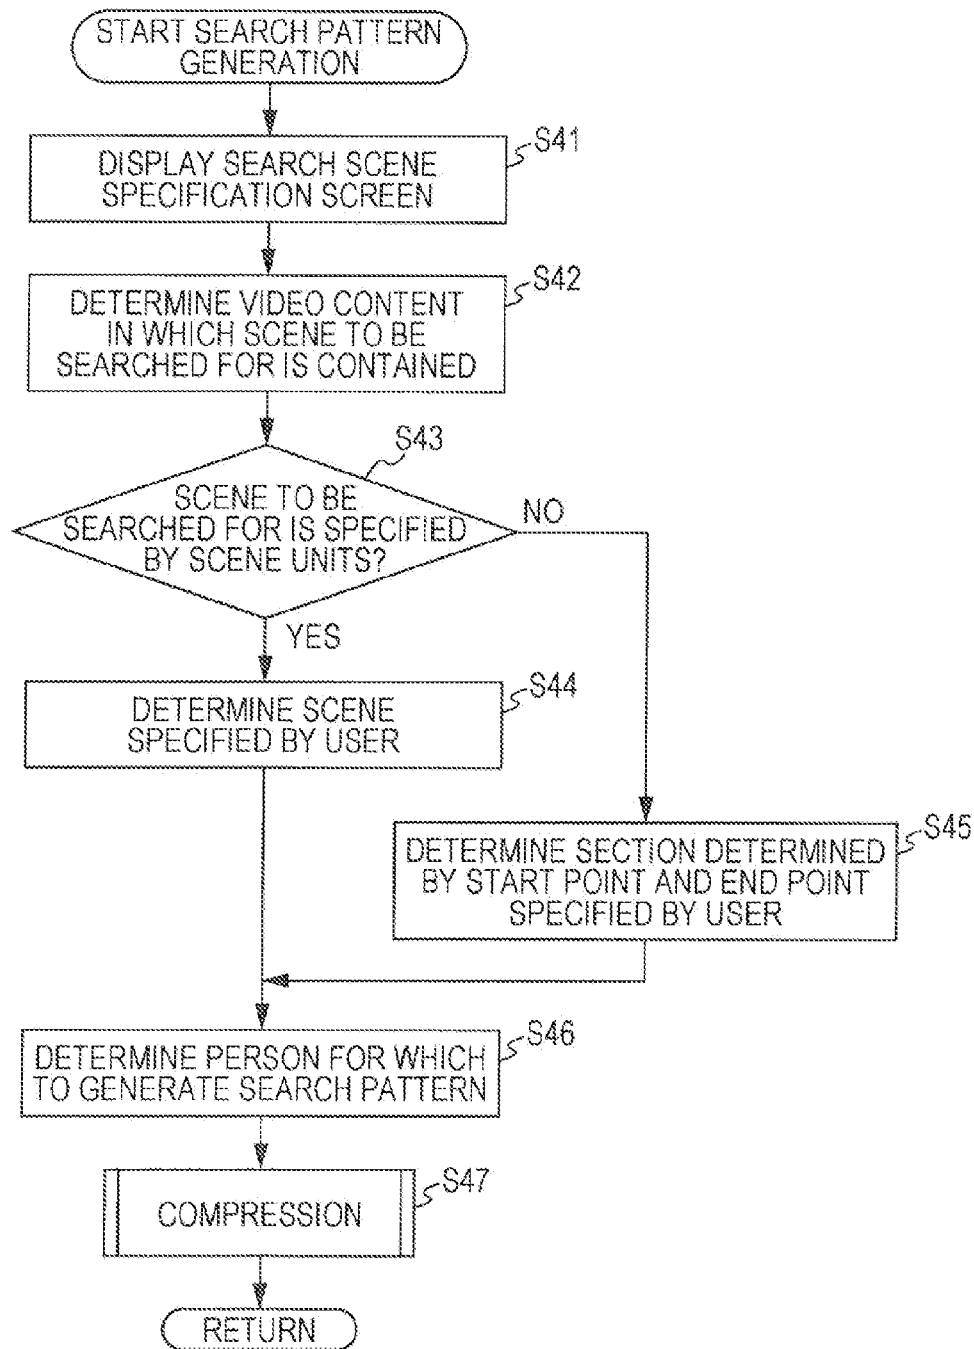 START SEARCH PATTERN
GENERATION
S41
DISPLAY SEARCH SCENE
SPECIFICATION SCREEN
S42
DETERMINE VIDEO CONTENT
IN WHICH SCENE TO BE
SEARCHED FOR IS CONTAINED
S43
SCENE TO BE
SEARCHED FOR IS SPECIFIED
BY SCENE UNITS?
NO
YES
S44
DETERMINE SCENE
SPECIFIED BY USER
S45
DETERMINE SECTION DETERMINED
BY START POINT AND END POINT
SPECIFIED BY USER
S46
DETERMINE PERSON FOR WHICH
TO GENERATE SEARCH PATTERN
S47
COMPRESSION
RETURN